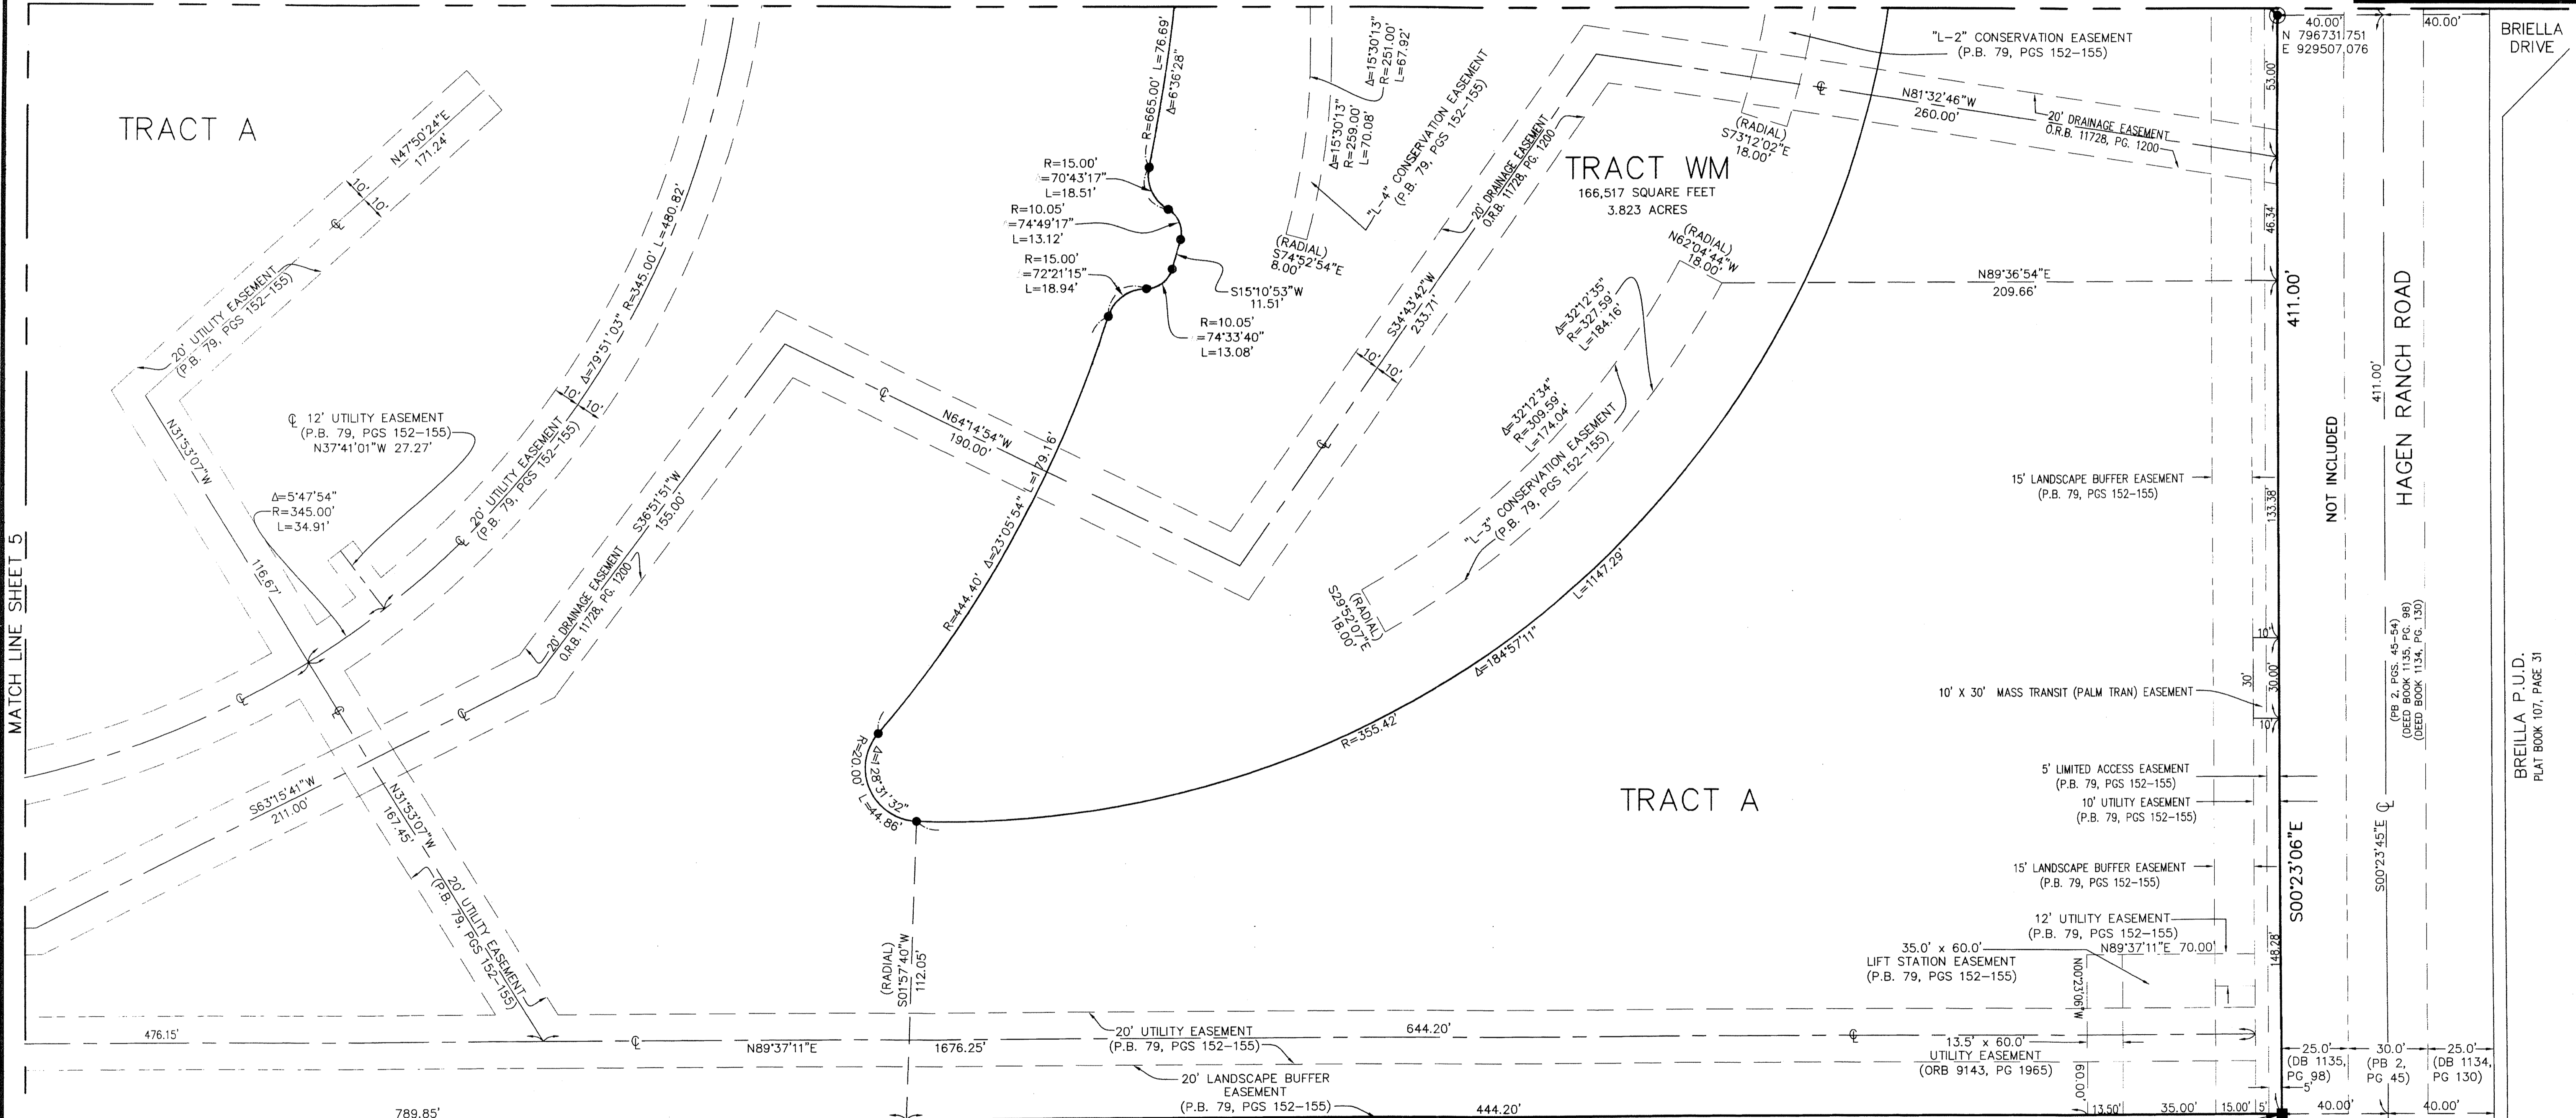 MATCH LINE SHEET 5
TRACT A
N47°50'24"E
171.24'
10'
10'
20' UTILITY EASEMENT
(P.B. 79, PGS 152-155)
N31°53'07"W
116.67'
℄ 12' UTILITY EASEMENT
(P.B. 79, PGS 152-155)
N37°41'01"W 27.27'
Δ=5°47'54"
R=345.00'
L=34.91'
Δ=79°51'03" R=345.00' L=480.82'
10'
10'
20' UTILITY EASEMENT
(P.B. 79, PGS 152-155)
S36°51'51"W
155.00'
20' DRAINAGE EASEMENT
O.R.B. 11728, PG. 1200
S63°15'41"W
211.00'
N31°53'07"W
167.45'
20' UTILITY EASEMENT
(P.B. 79, PGS 152-155)
476.15'
N89°37'11"E
1676.25'
789.85'
R=665.00' L=76.69'
Δ=6°36'28"
R=15.00'
=70°43'17"
L=18.51'
R=10.05'
=74°49'17"
L=13.12'
R=15.00'
=72°21'15"
L=18.94'
S15°10'53"W
11.51'
R=10.05'
=74°33'40"
L=13.08'
N64°14'54"W
190.00'
R=444.40' Δ=23°05'54" L=179.16'
R=20.00' L=44.86'
Δ=128°31'32"
(RADIAL)
S01°57'40"W
112.05'
Δ=15°30'13"
R=251.00'
L=67.92'
Δ=15°30'13"
R=259.00'
L=70.08'
"L-4" CONSERVATION EASEMENT
(P.B. 79, PGS 152-155)
(RADIAL)
S74°52'54"E
8.00'
20' DRAINAGE EASEMENT
O.R.B. 11728, PG. 1200
S34°43'42"W
233.71'
10'
10'
TRACT WM
166,517 SQUARE FEET
3.823 ACRES
"L-2" CONSERVATION EASEMENT
(P.B. 79, PGS 152-155)
(RADIAL)
S73°12'02"E
18.00'
N81°32'46"W
260.00'
20' DRAINAGE EASEMENT
O.R.B. 11728, PG. 1200
(RADIAL)
N62°04'44"W
18.00'
N89°36'54"E
209.66'
Δ=32°12'35"
R=327.59'
L=184.16'
Δ=32°12'34"
R=309.59'
L=174.04'
"L-3" CONSERVATION EASEMENT
(P.B. 79, PGS 152-155)
(RADIAL)
S29°52'07"E
18.00'
L=1147.29'
Δ=184°57'11"
R=355.42'
TRACT A
15' LANDSCAPE BUFFER EASEMENT
(P.B. 79, PGS 152-155)
10' X 30' MASS TRANSIT (PALM TRAN) EASEMENT
5' LIMITED ACCESS EASEMENT
(P.B. 79, PGS 152-155)
10' UTILITY EASEMENT
(P.B. 79, PGS 152-155)
15' LANDSCAPE BUFFER EASEMENT
(P.B. 79, PGS 152-155)
12' UTILITY EASEMENT
(P.B. 79, PGS 152-155)
N89°37'11"E 70.00'
35.0' x 60.0'
LIFT STATION EASEMENT
(P.B. 79, PGS 152-155)
N00°23'06"W
60.00'
20' UTILITY EASEMENT
(P.B. 79, PGS 152-155)
644.20'
13.5' x 60.0'
UTILITY EASEMENT
(ORB 9143, PG 1965)
20' LANDSCAPE BUFFER
EASEMENT
(P.B. 79, PGS 152-155)
444.20'
13.50'
35.00'
15.00'
5'
5'
53.00'
46.34'
133.38'
10'
30'
30.00'
10'
148.28'
N 796731.751
E 929507.076
40.00'
40.00'
411.00'
S00°23'06"E
NOT INCLUDED
411.00'
HAGEN RANCH ROAD
(PB 2, PGS. 45-54)
(DEED BOOK 1135, PG. 98)
(DEED BOOK 1134, PG. 130)
S00°23'45"E
℄
25.0'
(DB 1135,
PG 98)
30.0'
(PB 2,
PG 45)
25.0'
(DB 1134,
PG 130)
40.00'
40.00'
BRIELLA
DRIVE
BREILLA P.U.D.
PLAT BOOK 107, PAGE 31